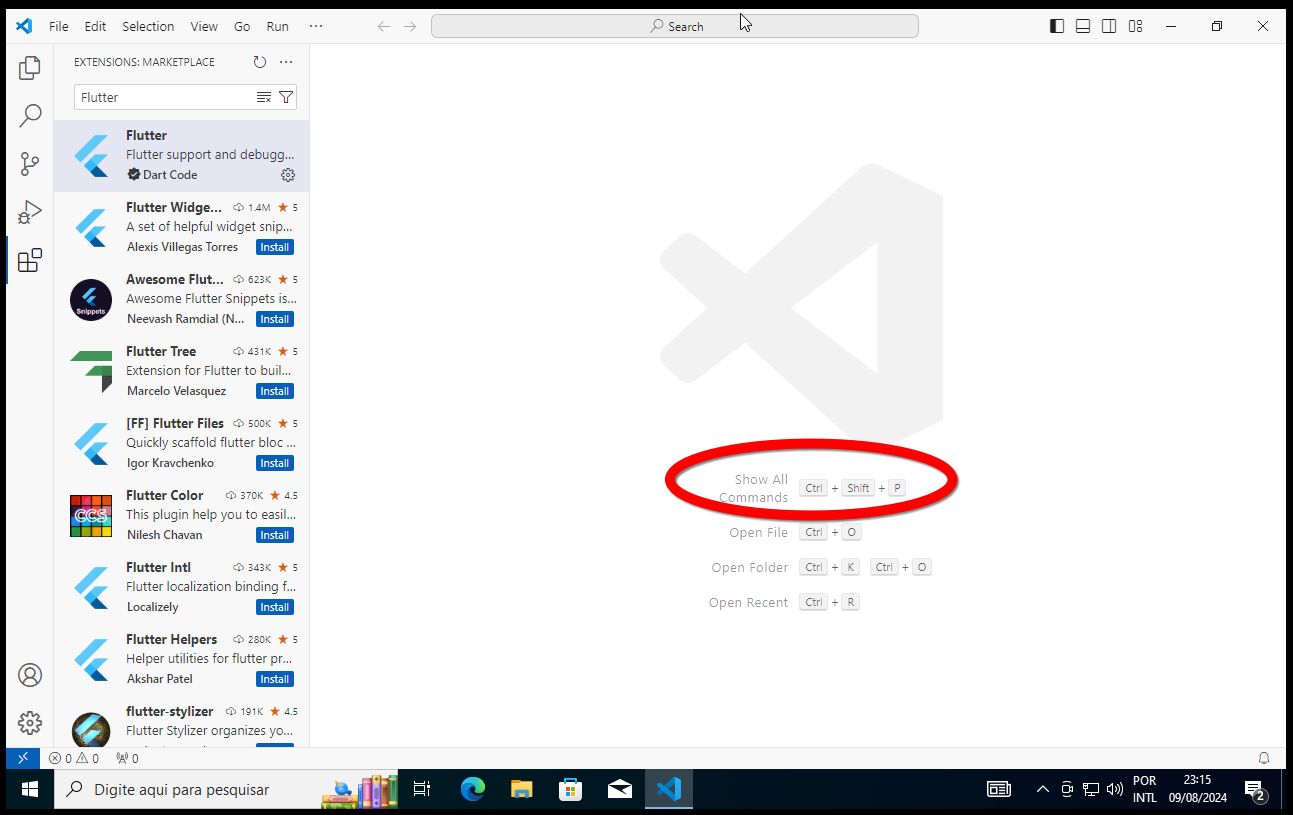 File Edit Selection View Go Run ···
Search
EXTENSIONS: MARKETPLACE
Flutter
Flutter
Flutter support and debugg...
Dart Code
Flutter Widge... 1.4M ★ 5
A set of helpful widget snip...
Alexis Villegas Torres Install
Awesome Flut... 623K ★ 5
Snippets
Awesome Flutter Snippets is...
Neevash Ramdial (N... Install
Flutter Tree 431K ★ 5
Extension for Flutter to buil...
Marcelo Velasquez Install
[FF] Flutter Files 500K ★ 5
Quickly scaffold flutter bloc ...
Igor Kravchenko Install
Flutter Color 370K ★ 4.5
CCS
This plugin help you to easil...
Nilesh Chavan Install
Flutter Intl 343K ★ 5
Flutter localization binding f...
Localizely Install
Flutter Helpers 280K ★ 5
Helper utilities for flutter pr...
Akshar Patel Install
flutter-stylizer 191K ★ 4.5
Flutter Stylizer organizes yo...
Show All
Commands Ctrl + Shift + P
Open File Ctrl + O
Open Folder Ctrl + K Ctrl + O
Open Recent Ctrl + R
0 0 0
Digite aqui para pesquisar
POR
INTL
23:15
09/08/2024
2